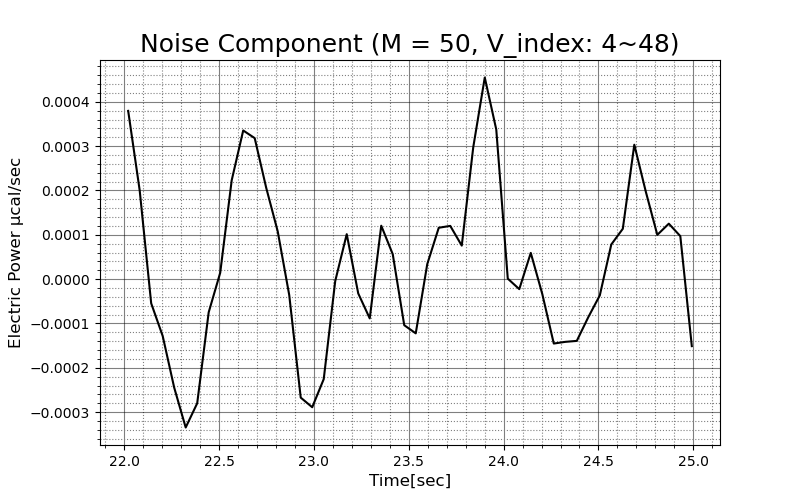 Noise Component (M = 50, V_index: 4~48)
Electric Power μcal/sec
0.0004
0.0003
0.0002
0.0001
0.0000
−0.0001
−0.0002
−0.0003
22.0 22.5 23.0 23.5 24.0 24.5 25.0
Time[sec]